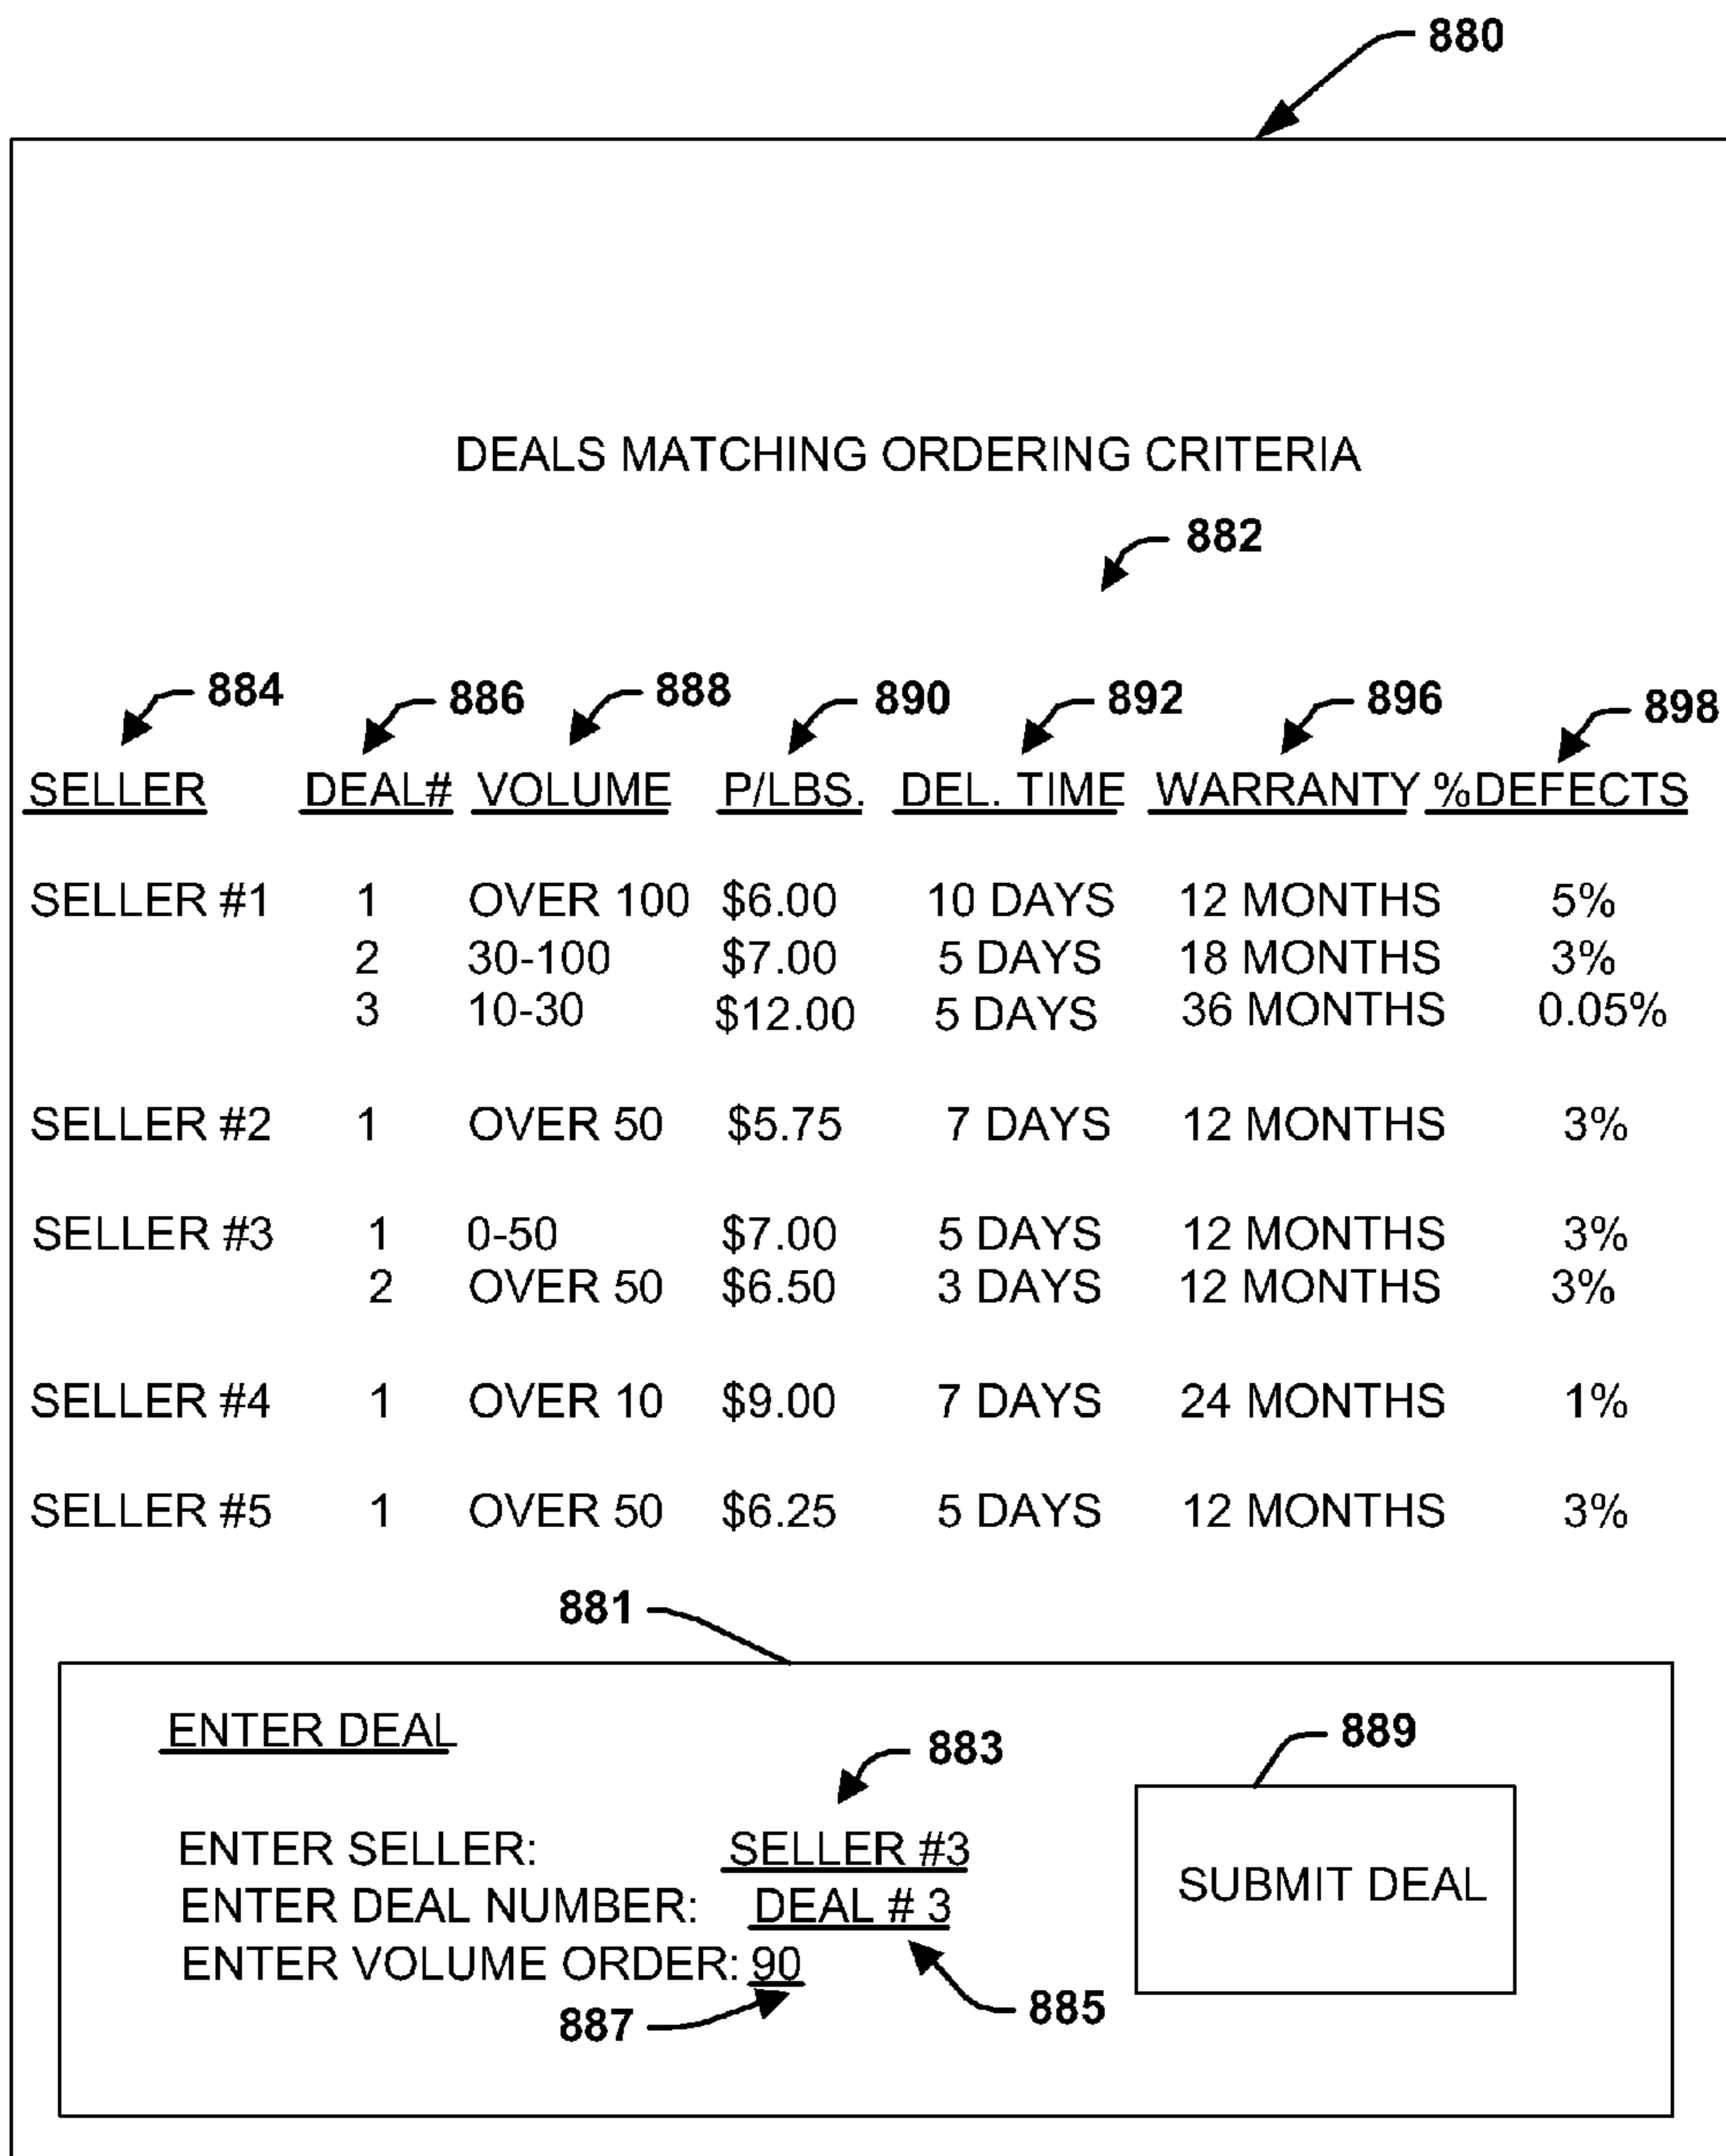 880
DEALS MATCHING ORDERING CRITERIA
882
884 886 888 890 892 896 898
SELLER DEAL# VOLUME P/LBS. DEL. TIME WARRANTY %DEFECTS
SELLER #1 1 OVER 100 $6.00 10 DAYS 12 MONTHS 5%
2 30-100 $7.00 5 DAYS 18 MONTHS 3%
3 10-30 $12.00 5 DAYS 36 MONTHS 0.05%
SELLER #2 1 OVER 50 $5.75 7 DAYS 12 MONTHS 3%
SELLER #3 1 0-50 $7.00 5 DAYS 12 MONTHS 3%
2 OVER 50 $6.50 3 DAYS 12 MONTHS 3%
SELLER #4 1 OVER 10 $9.00 7 DAYS 24 MONTHS 1%
SELLER #5 1 OVER 50 $6.25 5 DAYS 12 MONTHS 3%
881
ENTER DEAL
883
889
ENTER SELLER: SELLER #3
ENTER DEAL NUMBER: DEAL # 3
SUBMIT DEAL
ENTER VOLUME ORDER: 90
887
885